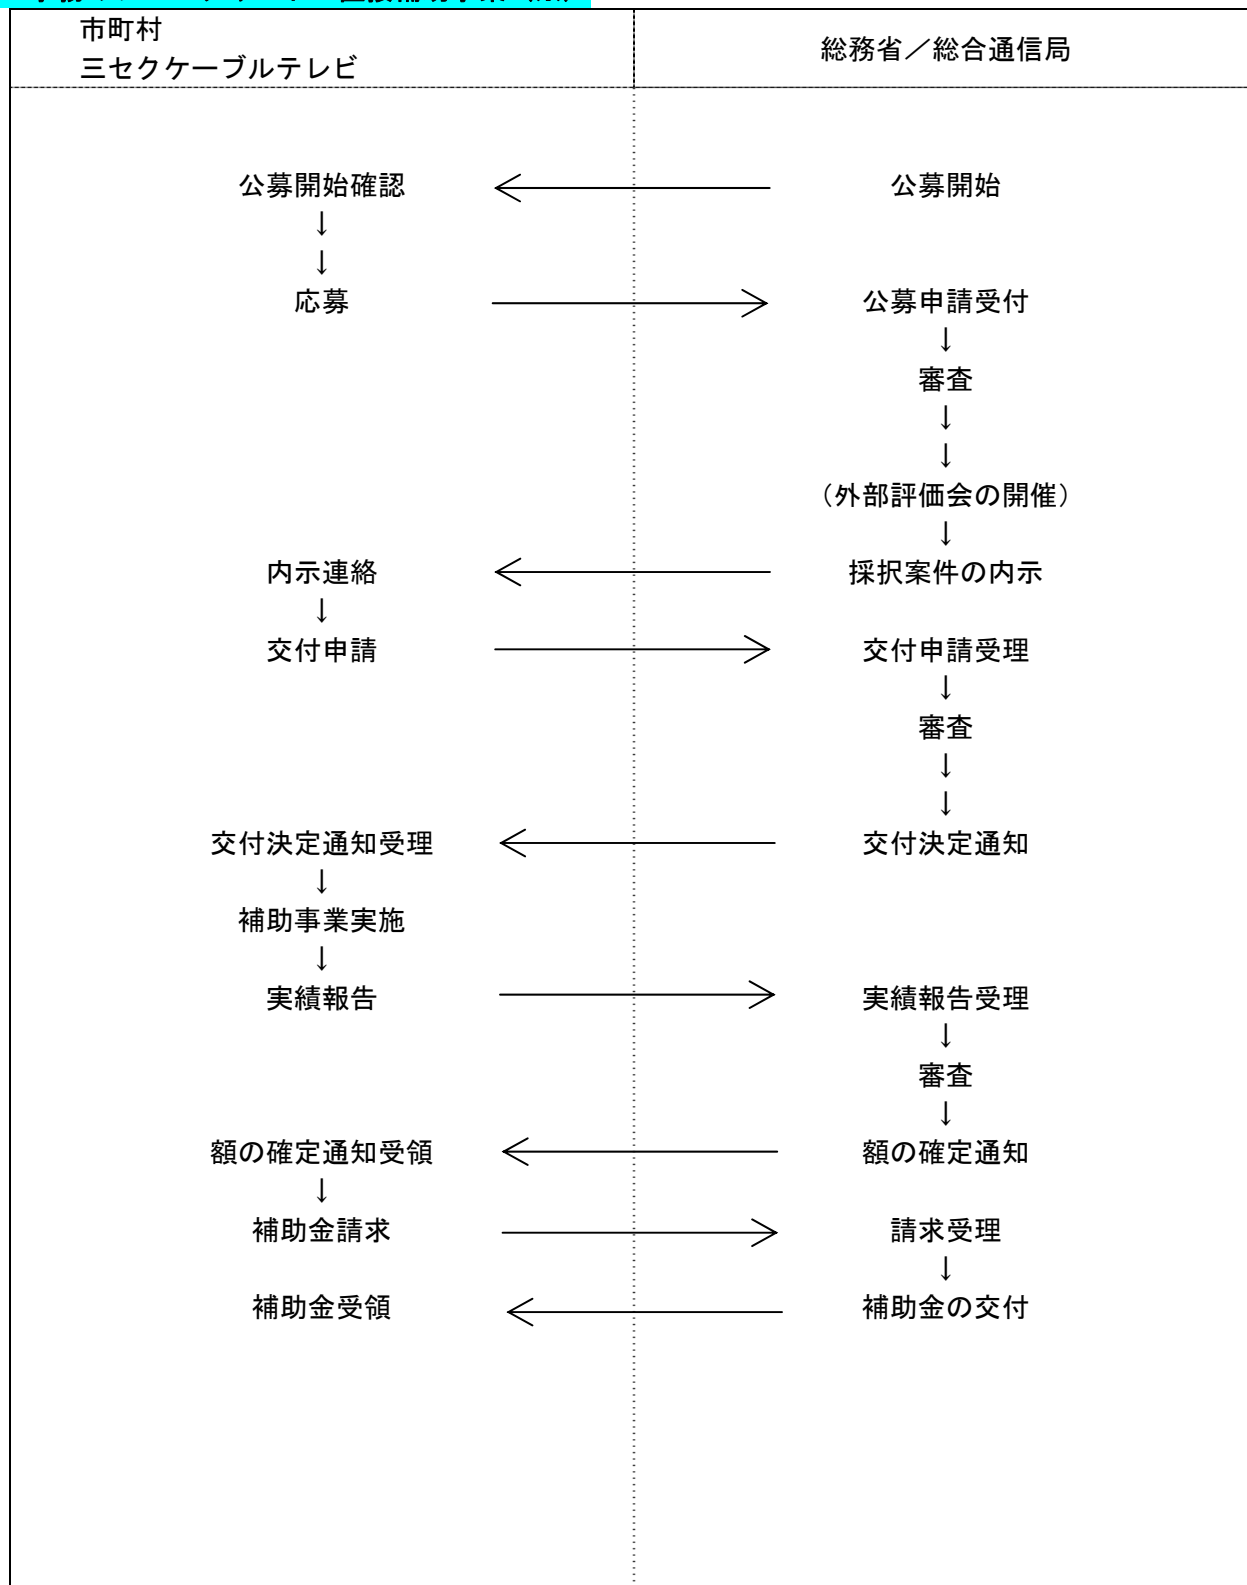 市町村
三セクケーブルテレビ
総務省／総合通信局
公募開始確認
公募開始
↓
↓
応募
公募申請受付
↓
審査
↓
↓
（外部評価会の開催）
↓
内示連絡
採択案件の内示
↓
交付申請
交付申請受理
↓
審査
↓
↓
交付決定通知受理
交付決定通知
↓
補助事業実施
↓
実績報告
実績報告受理
↓
審査
↓
額の確定通知受領
額の確定通知
↓
補助金請求
請求受理
↓
補助金受領
補助金の交付